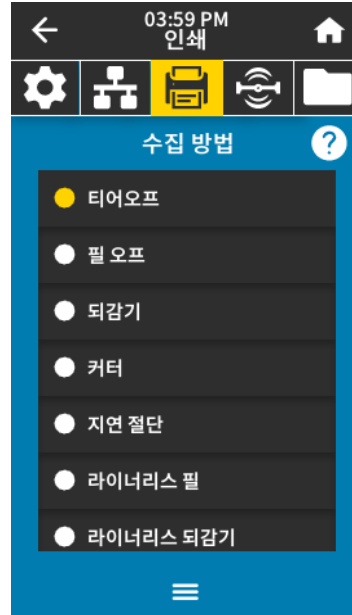 03:59 PM
인쇄
수집 방법
?
티어오프
필 오프
되감기
커터
지연 절단
라이너리스 필
라이너리스 되감기